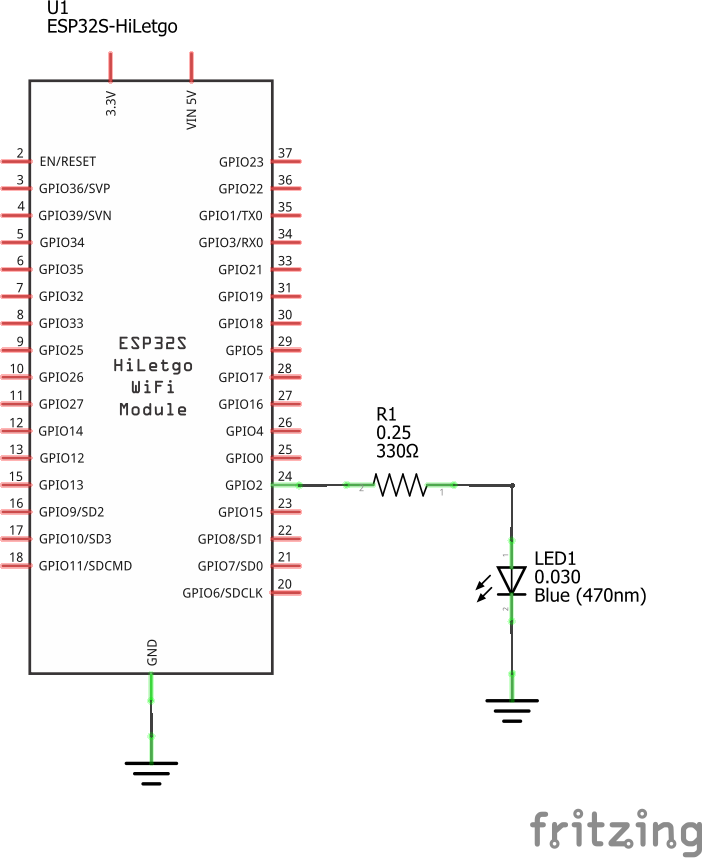 U1
ESP32S-HiLetgo
3.3V
VIN 5V
2 EN/RESET
3 GPIO36/SVP
4 GPIO39/SVN
5 GPIO34
6 GPIO35
7 GPIO32
8 GPIO33
9 GPIO25
10 GPIO26
11 GPIO27
12 GPIO14
13 GPIO12
15 GPIO13
16 GPIO9/SD2
17 GPIO10/SD3
18 GPIO11/SDCMD
ESP32S
HiLetgo
WiFi
Module
GPIO23 37
GPIO22 36
GPIO1/TX0 35
GPIO3/RX0 34
GPIO21 33
GPIO19 31
GPIO18 30
GPIO5 29
GPIO17 28
GPIO16 27
GPIO4 26
GPIO0 25
GPIO2 24
GPIO15 23
GPIO8/SD1 22
GPIO7/SD0 21
GPIO6/SDCLK 20
GND
R1
0.25
330Ω
2
1
1
LED1
0.030
Blue (470nm)
2
fritzing